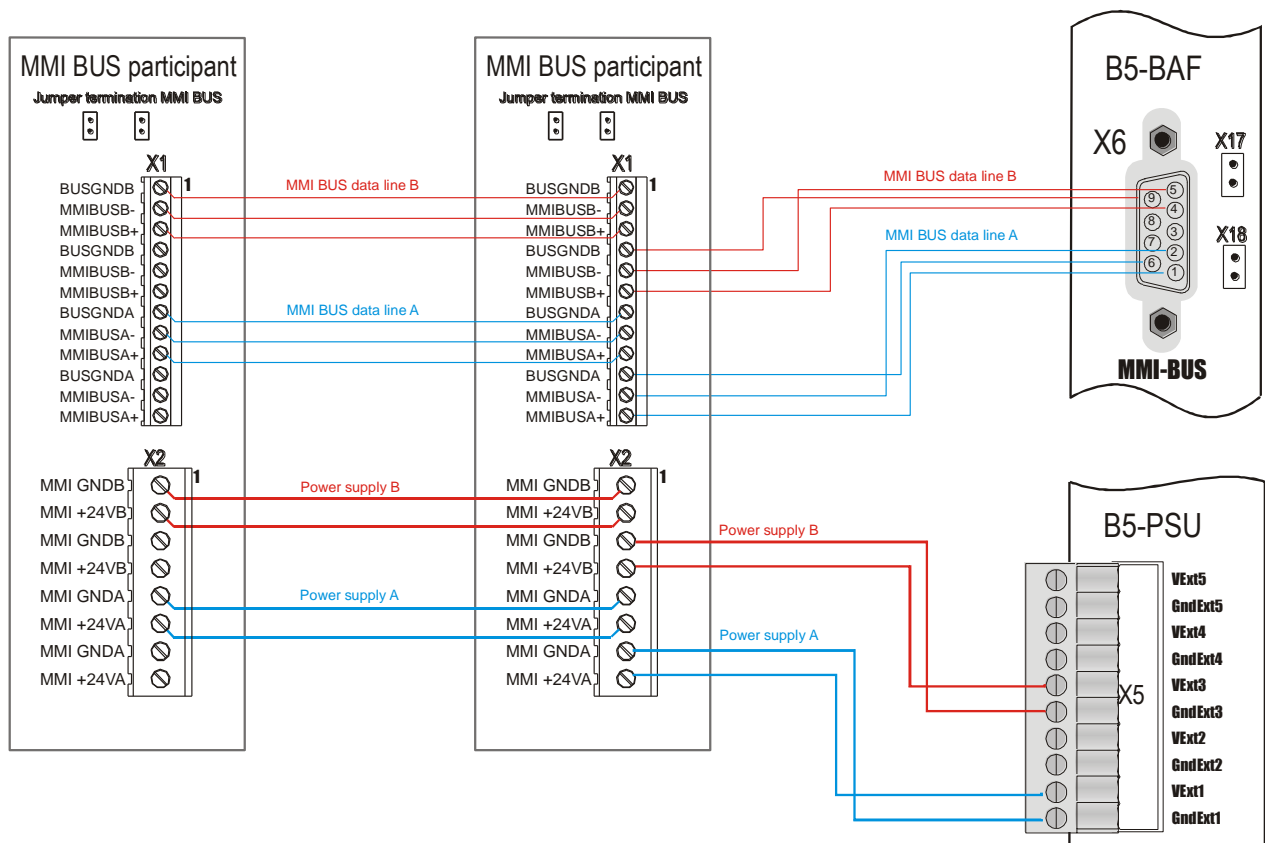 MMI BUS participant
Jumper termination MMI BUS
X1
1
BUSGNDB
MMIBUSB-
MMIBUSB+
BUSGNDB
MMIBUSB-
MMIBUSB+
BUSGNDA
MMIBUSA-
MMIBUSA+
BUSGNDA
MMIBUSA-
MMIBUSA+
X2
1
MMI GNDB
MMI +24VB
MMI GNDB
MMI +24VB
MMI GNDA
MMI +24VA
MMI GNDA
MMI +24VA
MMI BUS data line B
MMI BUS data line A
Power supply B
Power supply A
MMI BUS participant
Jumper termination MMI BUS
X1
1
BUSGNDB
MMIBUSB-
MMIBUSB+
BUSGNDB
MMIBUSB-
MMIBUSB+
BUSGNDA
MMIBUSA-
MMIBUSA+
BUSGNDA
MMIBUSA-
MMIBUSA+
X2
1
MMI GNDB
MMI +24VB
MMI GNDB
MMI +24VB
MMI GNDA
MMI +24VA
MMI GNDA
MMI +24VA
MMI BUS data line B
MMI BUS data line A
Power supply B
Power supply A
B5-BAF
X6
X17
X18
5
9
4
8
3
7
2
6
1
MMI-BUS
B5-PSU
X5
VExt5
GndExt5
VExt4
GndExt4
VExt3
GndExt3
VExt2
GndExt2
VExt1
GndExt1